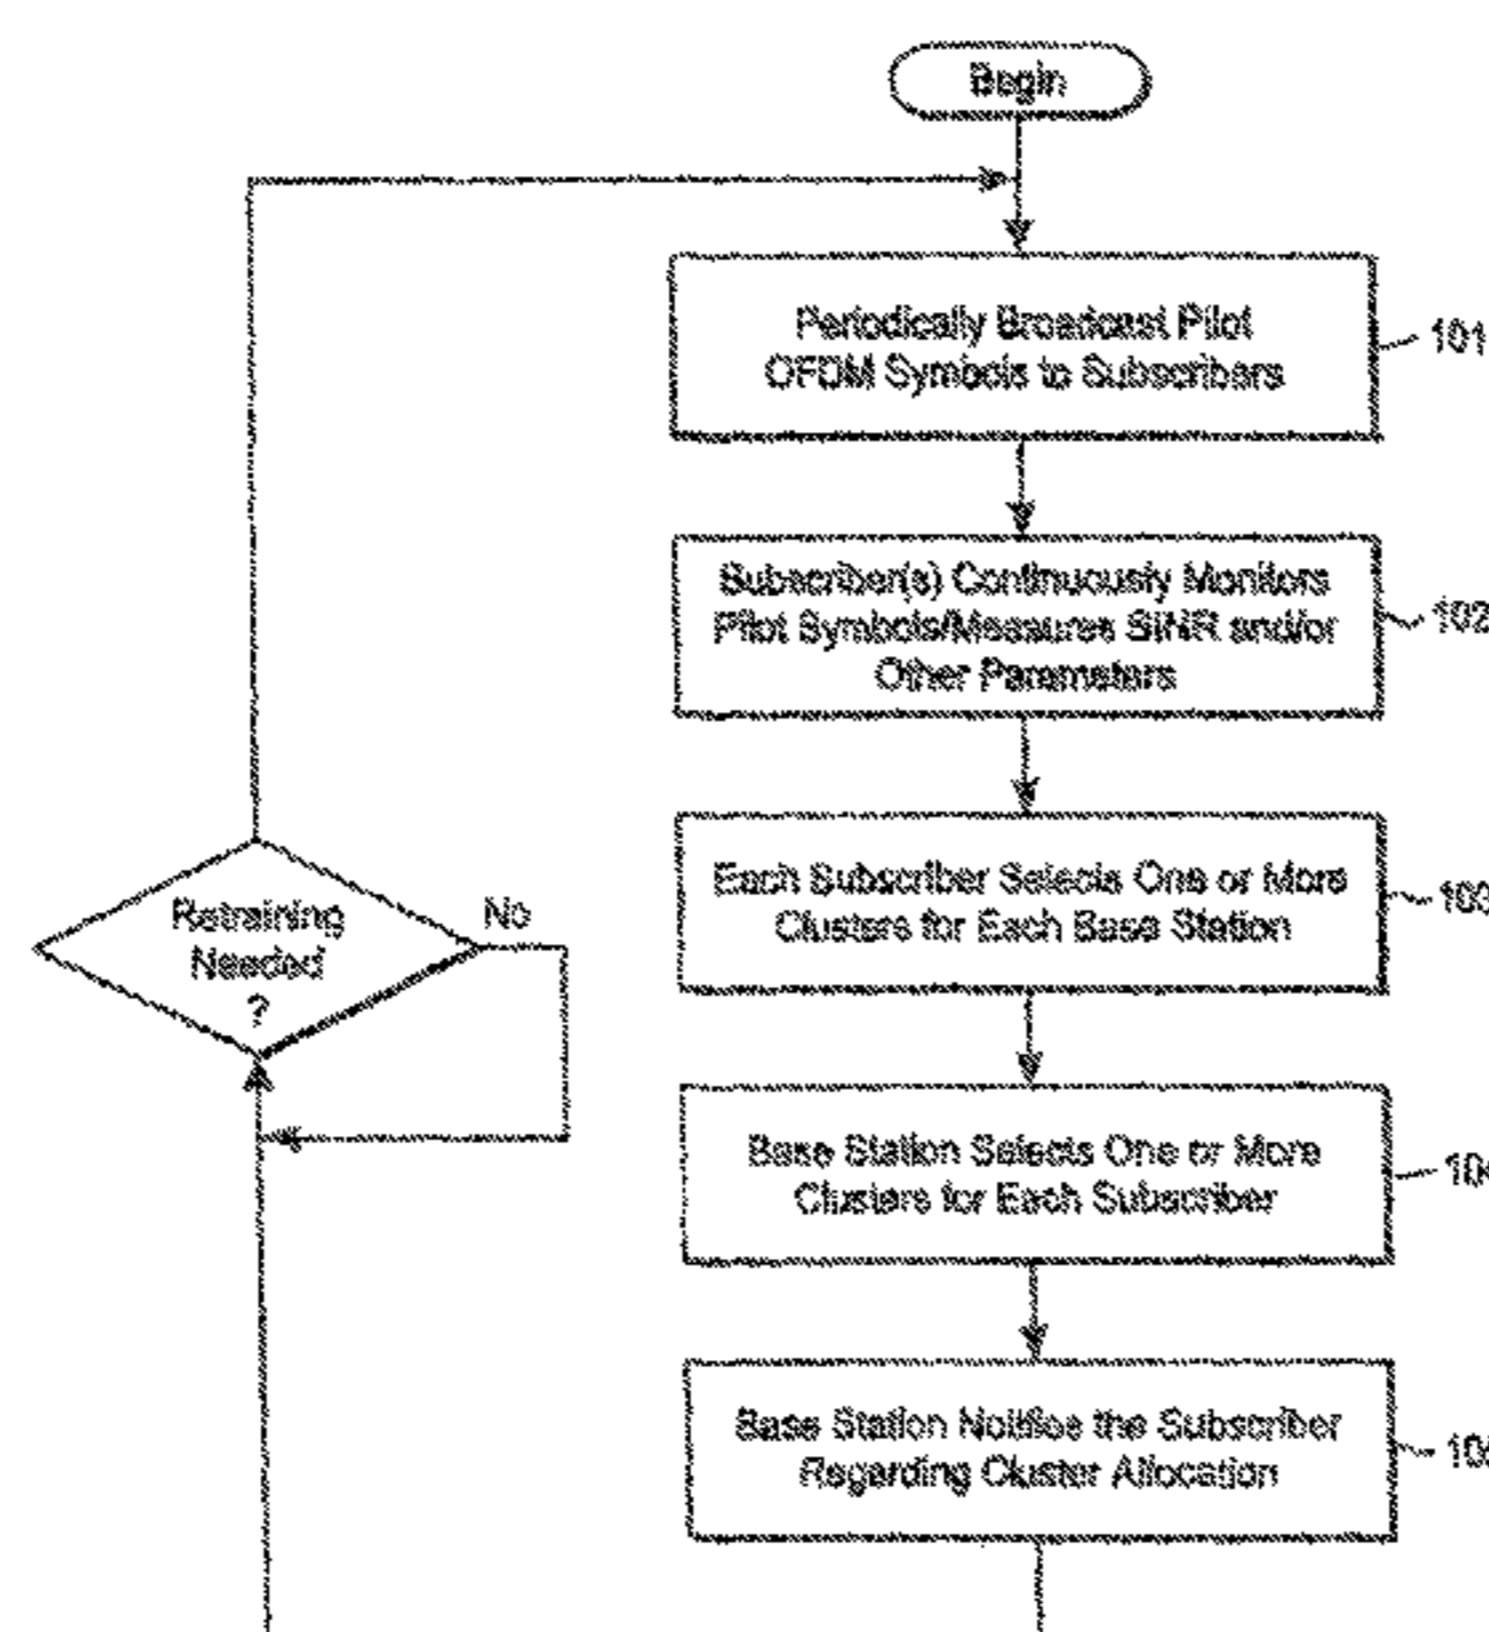 Begin
Periodically Broadcast Pilot
OFDM Symbols to Subscribers
101
Subscriber(s) Continuously Monitors
Pilot Symbols/Measures SINR and/or
Other Parameters
102
Each Subscriber Selects One or More
Clusters for Each Base Station
103
Retraining
Needed
?
No
Base Station Selects One or More
Clusters for Each Subscriber
Base Station Notifies the Subscriber
Regarding Cluster Allocation